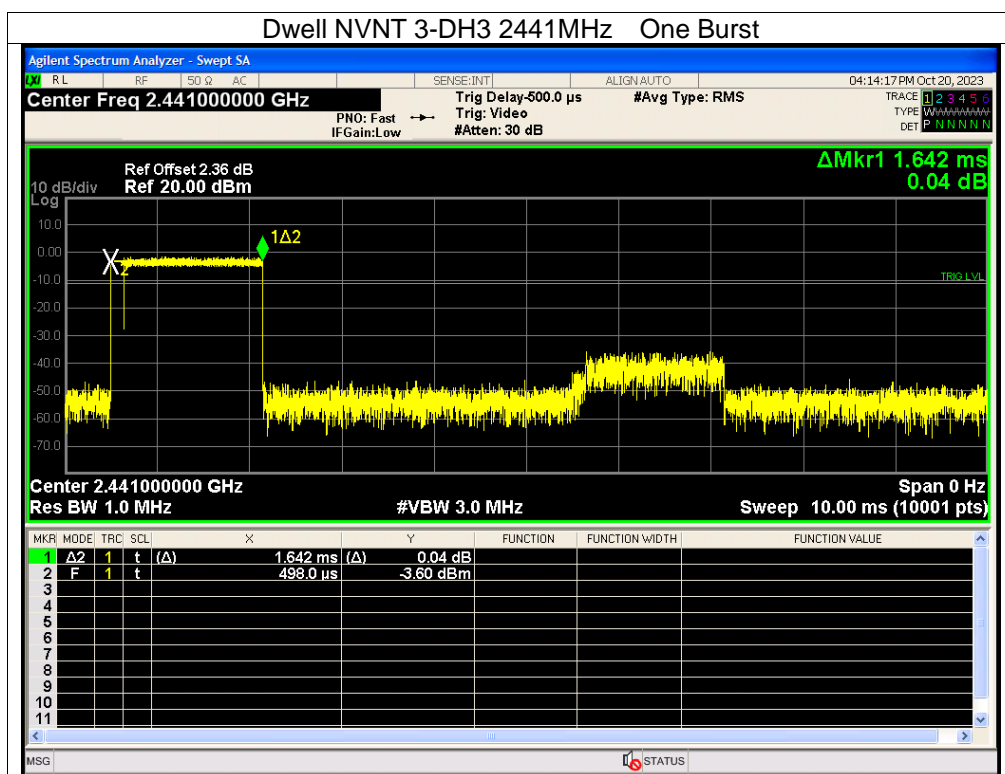 Dwell NVNT 3-DH3 2441MHz One Burst
Agilent Spectrum Analyzer - Swept SA
LXI RL RF 50 Ω AC SENSE:INT ALIGN AUTO 04:14:17 PM Oct 20, 2023
Center Freq 2.441000000 GHz Trig Delay-500.0 µs #Avg Type: RMS TRACE 1 2 3 4 5 6
PNO: Fast Trig: Video TYPE WWWWWW
IFGain:Low #Atten: 30 dB DET P N N N N N
ΔMkr1 1.642 ms
0.04 dB
Ref Offset 2.36 dB
10 dB/div Ref 20.00 dBm
Log
10.0
0.00
-10.0
-20.0
-30.0
-40.0
-50.0
-60.0
-70.0
1Δ2
2
TRIG LVL
Center 2.441000000 GHz Span 0 Hz
Res BW 1.0 MHz #VBW 3.0 MHz Sweep 10.00 ms (10001 pts)
MKR MODE TRC SCL X Y FUNCTION FUNCTION WIDTH FUNCTION VALUE
1 Δ2 1 t (Δ) 1.642 ms (Δ) 0.04 dB
2 F 1 t 498.0 µs -3.60 dBm
3
4
5
6
7
8
9
10
11
MSG STATUS